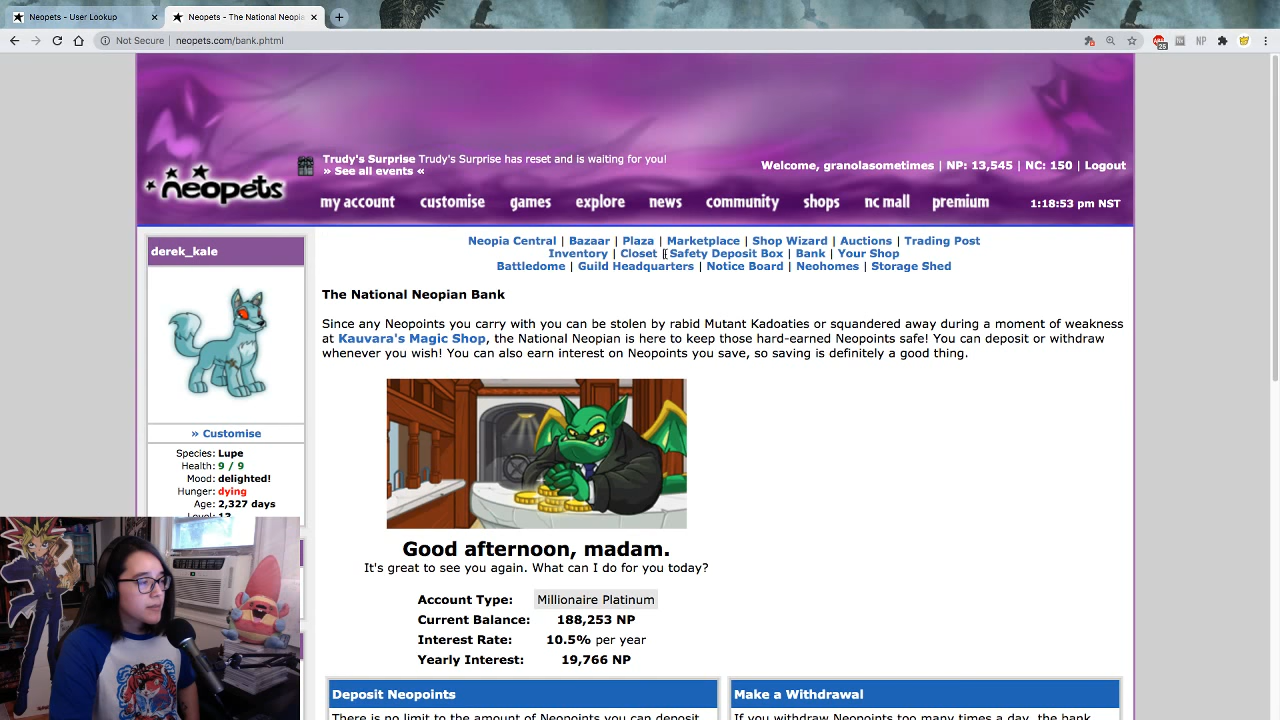 Neopets - User Lookup
Neopets - The National Neopia
Not Secure | neopets.com/bank.phtml
Trudy's Surprise Trudy's Surprise has reset and is waiting for you!
» See all events «
Welcome, granolasometimes | NP: 13,545 | NC: 150 | Logout
neopets
my account customise games explore news community shops nc mall premium 1:18:53 pm NST
Neopia Central | Bazaar | Plaza | Marketplace | Shop Wizard | Auctions | Trading Post
Inventory | Closet | Safety Deposit Box | Bank | Your Shop
Battledome | Guild Headquarters | Notice Board | Neohomes | Storage Shed
derek_kale
» Customise
Species: Lupe
Health: 9 / 9
Mood: delighted!
Hunger: dying
Age: 2,327 days
Level: 13
The National Neopian Bank
Since any Neopoints you carry with you can be stolen by rabid Mutant Kadoaties or squandered away during a moment of weakness
at Kauvara's Magic Shop, the National Neopian is here to keep those hard-earned Neopoints safe! You can deposit or withdraw
whenever you wish! You can also earn interest on Neopoints you save, so saving is definitely a good thing.
Good afternoon, madam.
It's great to see you again. What can I do for you today?
Account Type: Millionaire Platinum
Current Balance: 188,253 NP
Interest Rate: 10.5% per year
Yearly Interest: 19,766 NP
Deposit Neopoints
There is no limit to the amount of Neopoints you can deposit
Make a Withdrawal
If you withdraw Neopoints too many times a day, the bank